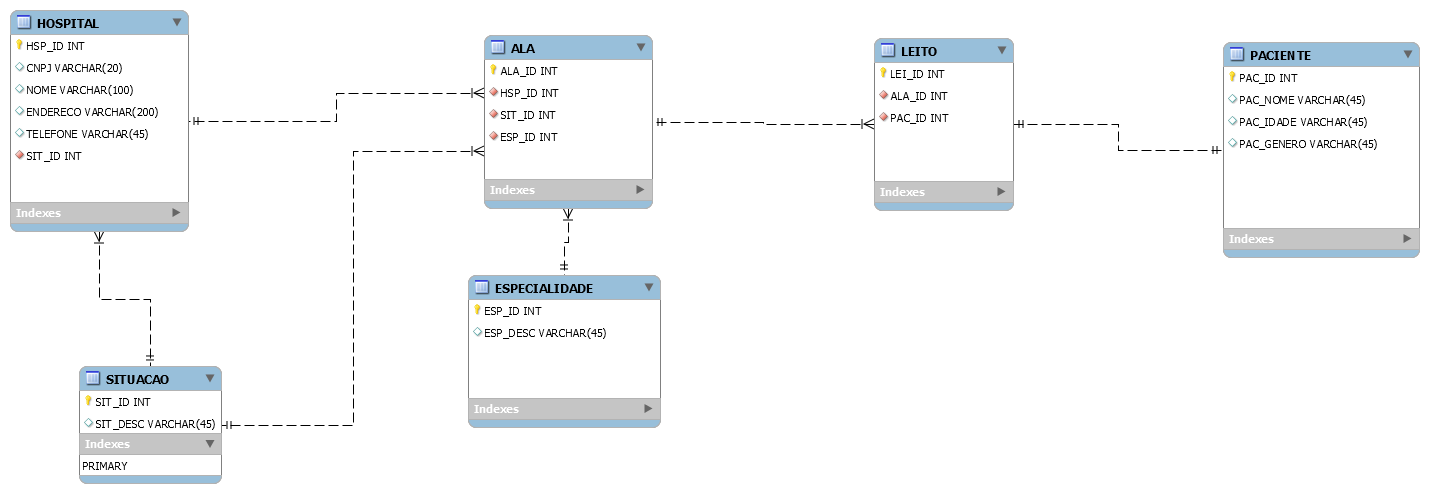 HOSPITAL
HSP_ID INT
CNPJ VARCHAR(20)
NOME VARCHAR(100)
ENDERECO VARCHAR(200)
TELEFONE VARCHAR(45)
SIT_ID INT
Indexes
ALA
ALA_ID INT
HSP_ID INT
SIT_ID INT
ESP_ID INT
Indexes
LEITO
LEI_ID INT
ALA_ID INT
PAC_ID INT
Indexes
PACIENTE
PAC_ID INT
PAC_NOME VARCHAR(45)
PAC_IDADE VARCHAR(45)
PAC_GENERO VARCHAR(45)
Indexes
ESPECIALIDADE
ESP_ID INT
ESP_DESC VARCHAR(45)
Indexes
SITUACAO
SIT_ID INT
SIT_DESC VARCHAR(45)
Indexes
PRIMARY